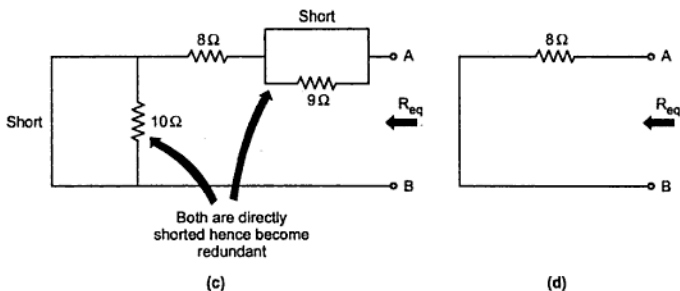 Short
8Ω
A
8Ω
A
9Ω
Short
10Ω
R_eq
R_eq
B
B
Both are directly
shorted hence become
redundant
(c)
(d)